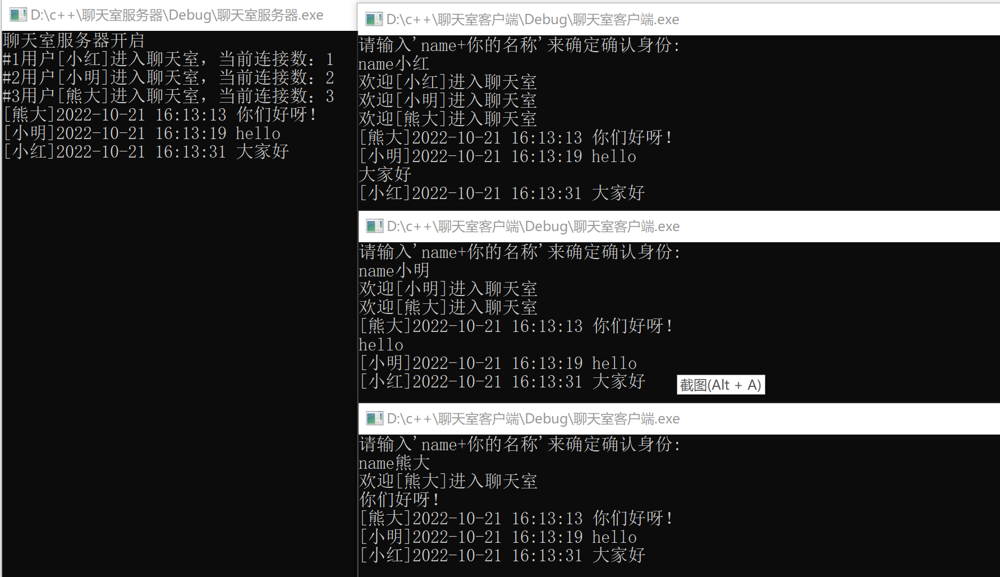 D:\c++\聊天室服务器\Debug\聊天室服务器.exe
聊天室服务器开启
#1用户[小红]进入聊天室，当前连接数：1
#2用户[小明]进入聊天室，当前连接数：2
#3用户[熊大]进入聊天室，当前连接数：3
[熊大]2022-10-21 16:13:13 你们好呀！
[小明]2022-10-21 16:13:19 hello
[小红]2022-10-21 16:13:31 大家好
D:\c++\聊天室客户端\Debug\聊天室客户端.exe
请输入'name+你的名称'来确定确认身份：
name小红
欢迎[小红]进入聊天室
欢迎[小明]进入聊天室
欢迎[熊大]进入聊天室
[熊大]2022-10-21 16:13:13 你们好呀！
[小明]2022-10-21 16:13:19 hello
大家好
[小红]2022-10-21 16:13:31 大家好
D:\c++\聊天室客户端\Debug\聊天室客户端.exe
请输入'name+你的名称'来确定确认身份：
name小明
欢迎[小明]进入聊天室
欢迎[熊大]进入聊天室
[熊大]2022-10-21 16:13:13 你们好呀！
hello
[小明]2022-10-21 16:13:19 hello
[小红]2022-10-21 16:13:31 大家好
截图(Alt + A)
D:\c++\聊天室客户端\Debug\聊天室客户端.exe
请输入'name+你的名称'来确定确认身份：
name熊大
欢迎[熊大]进入聊天室
你们好呀！
[熊大]2022-10-21 16:13:13 你们好呀！
[小明]2022-10-21 16:13:19 hello
[小红]2022-10-21 16:13:31 大家好